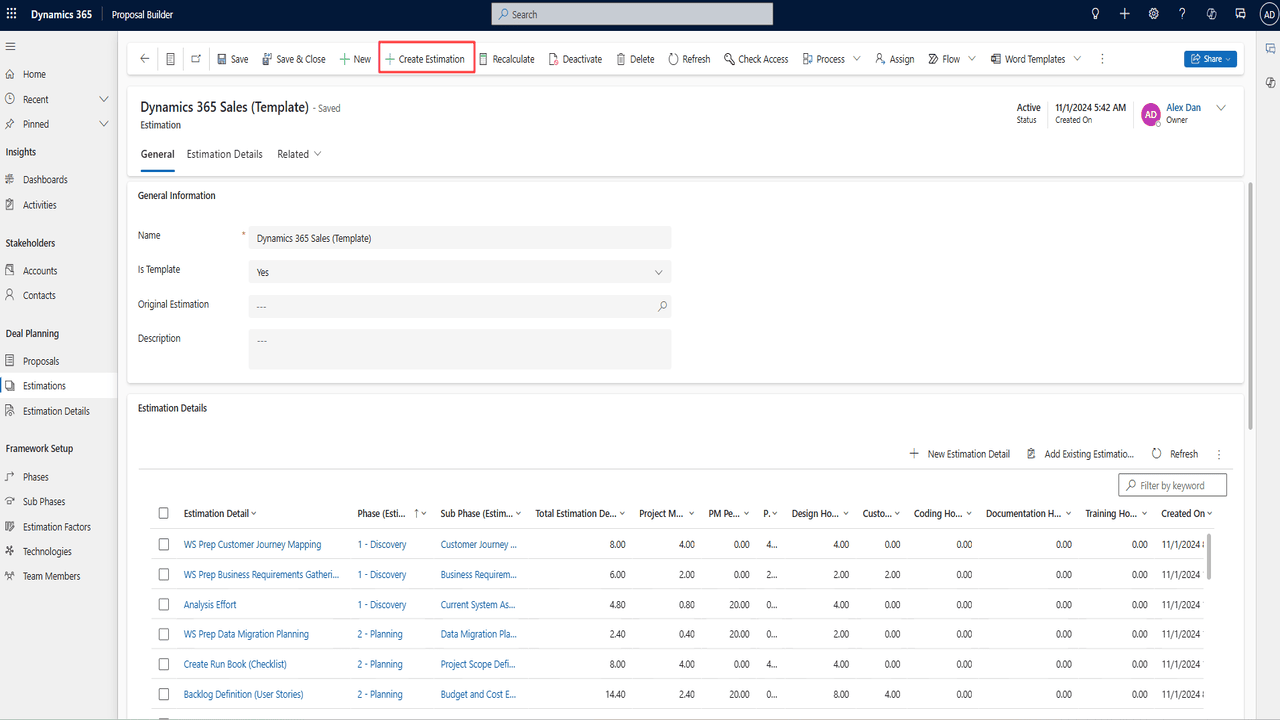 Dynamics 365 Proposal Builder Search AD
Save Save & Close New Create Estimation Recalculate Deactivate Delete Refresh Check Access Process Assign Flow Word Templates Share
Home
Recent
Pinned
Insights
Dashboards
Activities
Stakeholders
Accounts
Contacts
Deal Planning
Proposals
Estimations
Estimation Details
Framework Setup
Phases
Sub Phases
Estimation Factors
Technologies
Team Members
Dynamics 365 Sales (Template) - Saved
Estimation
Active
Status
11/1/2024 5:42 AM
Created On
AD
Alex Dan
Owner
General Estimation Details Related
General Information
Name * Dynamics 365 Sales (Template)
Is Template Yes
Original Estimation ---
Description ---
Estimation Details
New Estimation Detail Add Existing Estimatio... Refresh
Filter by keyword
Estimation Detail Phase (Esti... Sub Phase (Estim... Total Estimation De... Project M... PM Pe... P. Design Ho... Custo... Coding Ho... Documentation H... Training Ho... Created On
WS Prep Customer Journey Mapping 1 - Discovery Customer Journey ... 8.00 4.00 0.00 4... 4.00 0.00 0.00 0.00 0.00 11/1/2024
WS Prep Business Requirements Gatheri... 1 - Discovery Business Requirem... 6.00 2.00 0.00 2... 2.00 2.00 0.00 0.00 0.00 11/1/2024
Analysis Effort 1 - Discovery Current System As... 4.80 0.80 20.00 0... 4.00 0.00 0.00 0.00 0.00 11/1/2024
WS Prep Data Migration Planning 2 - Planning Data Migration Pla... 2.40 0.40 20.00 0... 2.00 0.00 0.00 0.00 0.00 11/1/2024
Create Run Book (Checklist) 2 - Planning Project Scope Defi... 8.00 4.00 0.00 4... 4.00 0.00 0.00 0.00 0.00 11/1/2024
Backlog Definition (User Stories) 2 - Planning Budget and Cost E... 14.40 2.40 20.00 0... 8.00 4.00 0.00 0.00 0.00 11/1/2024